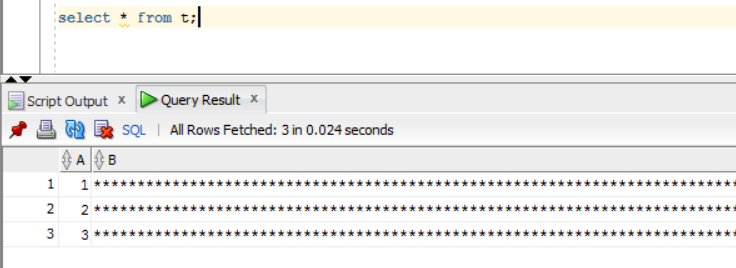 select * from t;
Script Output x Query Result x
SQL | All Rows Fetched: 3 in 0.024 seconds
A B
1 1 **************************************************************************
2 2 **************************************************************************
3 3 **************************************************************************